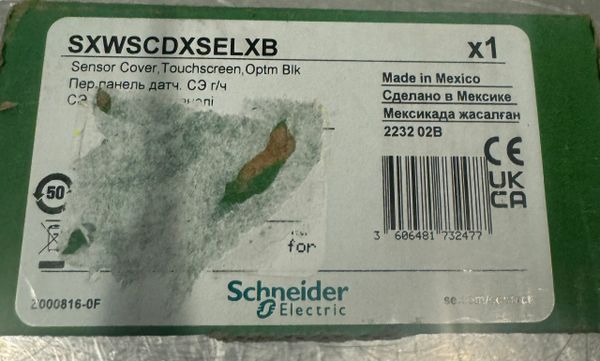 SXWSCDXSELXB
x1
Sensor Cover, Touchscreen, Optm Blk
Пер.панель датч. СЭ г/ч
СЭ
Made in Mexico
Сделано в Мексике
Мексикада жасалған
2232 02B
CE
UK
CA
50
for
3 606481 732477
Schneider
Electric
2000816-0F